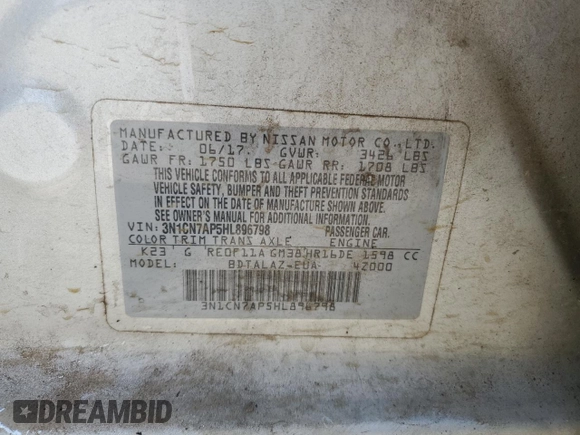 MANUFACTURED BY NISSAN MOTOR CO., LTD.
DATE: 06/17 GVWR: 3426 LBS
GAWR FR: 1750 LBS GAWR RR: 1708 LBS
THIS VEHICLE CONFORMS TO ALL APPLICABLE FEDERAL MOTOR
VEHICLE SAFETY, BUMPER AND THEFT PREVENTION STANDARDS
IN EFFECT ON THE DATE OF MANUFACTURE SHOWN ABOVE.
SEE OWNER'S MANUAL FOR ADDITIONAL INFORMATION.
VIN: 3N1CN7AP5HL896798 PASSENGER CAR.
COLOR TRIM TRANS AXLE ENGINE
K23 G RE0F11A GM38 HR16DE 1598 CC
MODEL: BDTALAZ-EUA 4Z000
3N1CN7AP5HL896798
DREAMBID